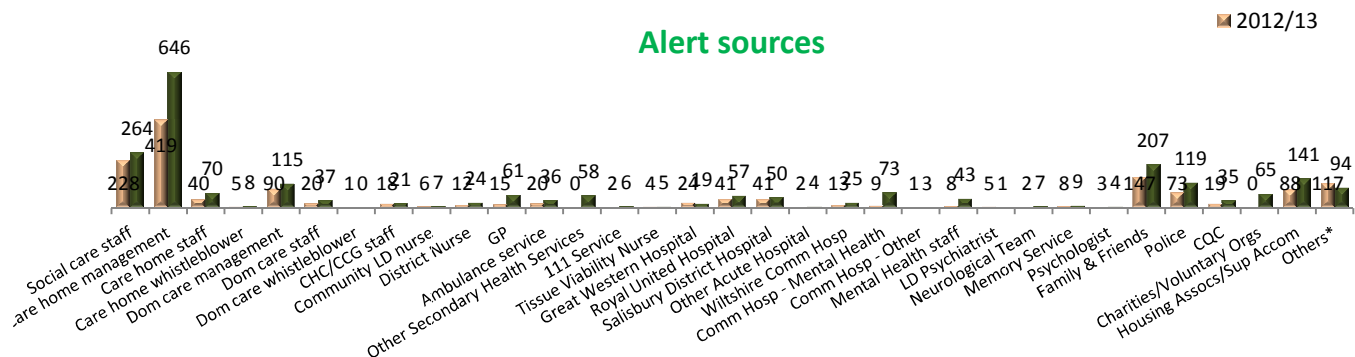 2012/13
Alert sources
228 264
419 646
40 70
5 8
90 115
20 37
1 0
18 21
6 7
12 24
15 61
20 36
0 58
2 6
4 5
24 19
41 57
41 50
2 4
13 25
9 73
1 3
8 43
5 1
2 7
8 9
3 4
147 207
73 119
19 35
0 65
88 141
117 94
Social care staff
are home management
Care home staff
Care home whistleblower
Dom care management
Dom care staff
Dom care whistleblower
CHC/CCG staff
Community LD nurse
District Nurse
GP
Ambulance service
Other Secondary Health Services
111 Service
Tissue Viability Nurse
Great Western Hospital
Royal United Hospital
Salisbury District Hospital
Other Acute Hospital
Wiltshire Comm Hosp
Comm Hosp - Mental Health
Comm Hosp - Other
Mental Health staff
LD Psychiatrist
Neurological Team
Memory Service
Psychologist
Family & Friends
Police
CQC
Charities/Voluntary Orgs
Housing Assocs/Sup Accom
Others*